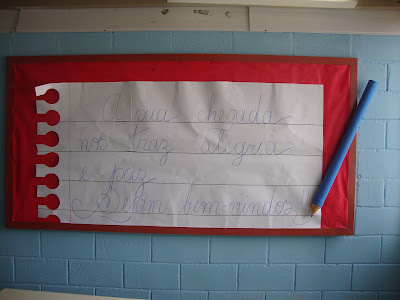 A sua chegada
nos traz alegria
e paz
Sejam bem-vindos!